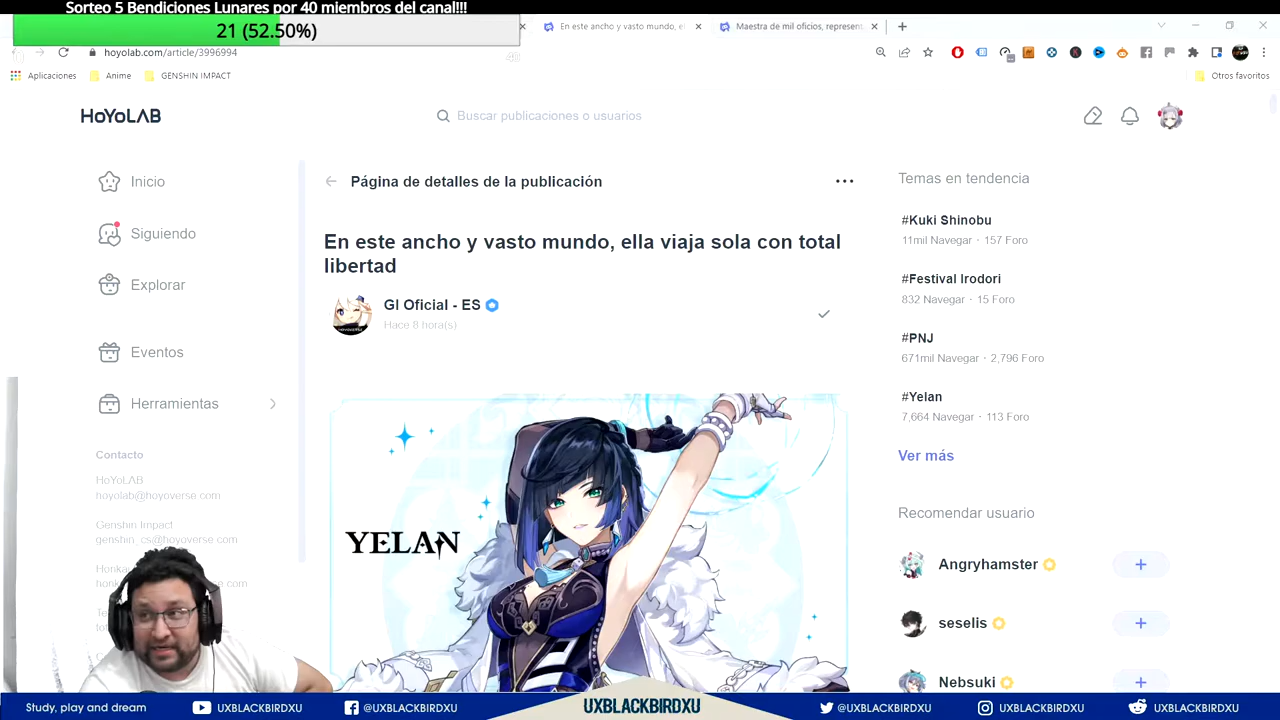 Sorteo 5 Bendiciones Lunares por 40 miembros del canal!!!
21 (52.50%)
En este ancho y vasto mundo, el
Maestra de mil oficios, represent
hoyolab.com/article/3996994
Aplicaciones
Anime
GENSHIN IMPACT
Otros favoritos
HoYoLAB
Buscar publicaciones o usuarios
Inicio
Siguiendo
Explorar
Eventos
Herramientas
Contacto
HoYoLAB
hoyolab@hoyoverse.com
Genshin Impact
genshin_cs@hoyoverse.com
Página de detalles de la publicación
En este ancho y vasto mundo, ella viaja sola con total
libertad
GI Oficial - ES
Hace 8 hora(s)
YELAN
Temas en tendencia
#Kuki Shinobu
11mil Navegar · 157 Foro
#Festival Irodori
832 Navegar · 15 Foro
#PNJ
671mil Navegar · 2,796 Foro
#Yelan
7,664 Navegar · 113 Foro
Ver más
Recomendar usuario
Angryhamster
seselis
Nebsuki
Study, play and dream
UXBLACKBIRDXU
@UXBLACKBIRDXU
UXBLACKBIRDXU
@UXBLACKBIRDXU
UXBLACKBIRDXU
UXBLACKBIRDXU